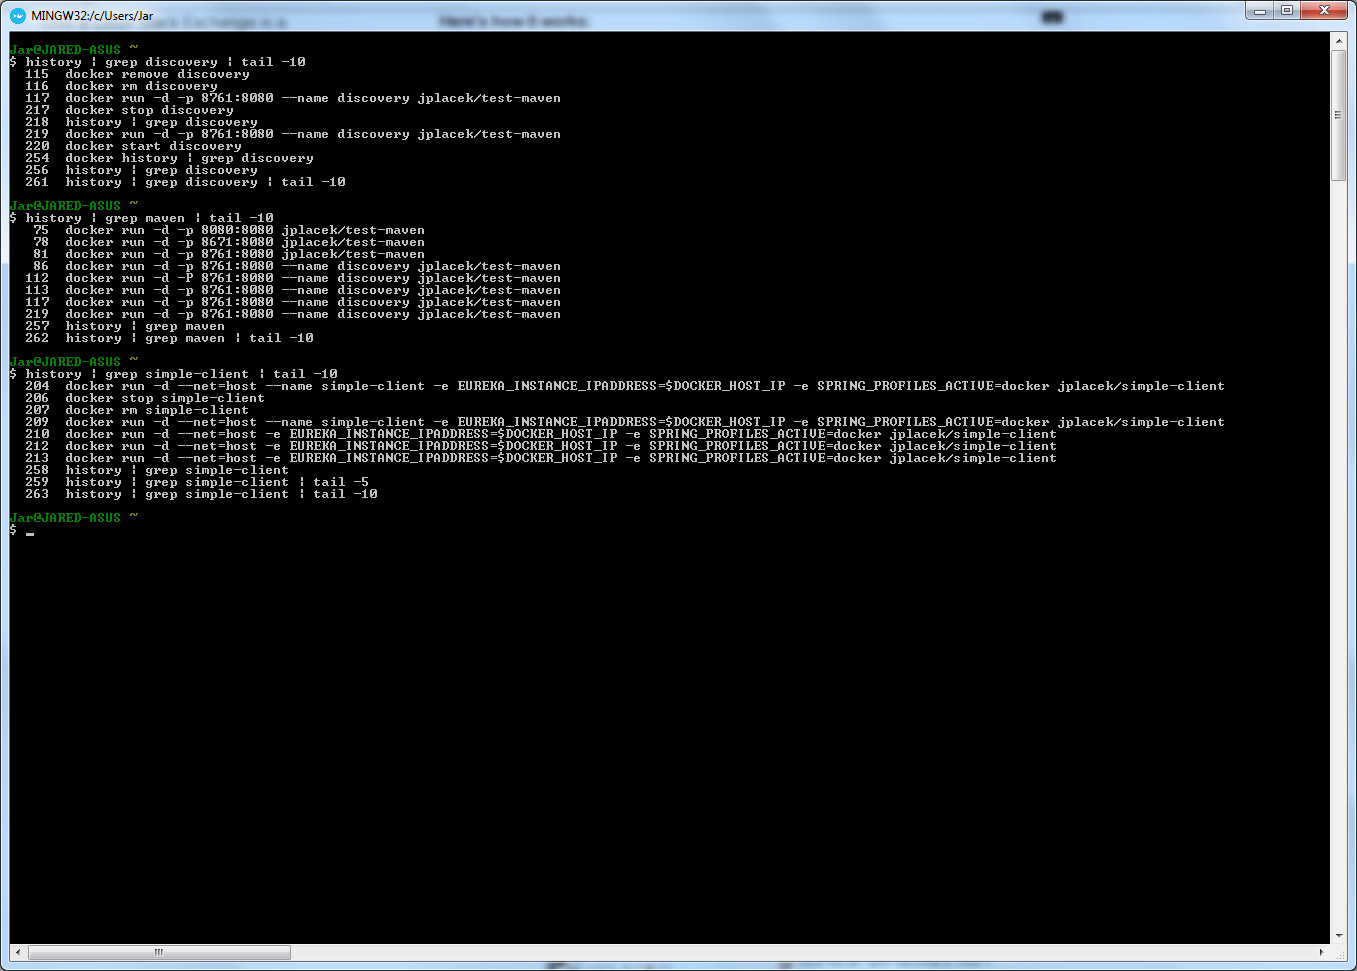 MINGW32:/c/Users/Jar
Jar@JARED-ASUS ~
$ history | grep discovery | tail -10
115 docker remove discovery
116 docker rm discovery
117 docker run -d -p 8761:8080 --name discovery jplacek/test-maven
217 docker stop discovery
218 history | grep discovery
219 docker run -d -p 8761:8080 --name discovery jplacek/test-maven
220 docker start discovery
254 docker history | grep discovery
256 history | grep discovery
261 history | grep discovery | tail -10
Jar@JARED-ASUS ~
$ history | grep maven | tail -10
75 docker run -d -p 8080:8080 jplacek/test-maven
78 docker run -d -p 8671:8080 jplacek/test-maven
81 docker run -d -p 8761:8080 jplacek/test-maven
86 docker run -d -p 8761:8080 --name discovery jplacek/test-maven
112 docker run -d -P 8761:8080 --name discovery jplacek/test-maven
113 docker run -d -p 8761:8080 --name discovery jplacek/test-maven
117 docker run -d -p 8761:8080 --name discovery jplacek/test-maven
219 docker run -d -p 8761:8080 --name discovery jplacek/test-maven
257 history | grep maven
262 history | grep maven | tail -10
Jar@JARED-ASUS ~
$ history | grep simple-client | tail -10
204 docker run -d --net=host --name simple-client -e EUREKA_INSTANCE_IPADDRESS=$DOCKER_HOST_IP -e SPRING_PROFILES_ACTIVE=docker jplacek/simple-client
206 docker stop simple-client
207 docker rm simple-client
209 docker run -d --net=host --name simple-client -e EUREKA_INSTANCE_IPADDRESS=$DOCKER_HOST_IP -e SPRING_PROFILES_ACTIVE=docker jplacek/simple-client
210 docker run -d --net=host -e EUREKA_INSTANCE_IPADDRESS=$DOCKER_HOST_IP -e SPRING_PROFILES_ACTIVE=docker jplacek/simple-client
212 docker run -d --net=host -e EUREKA_INSTANCE_IPADDRESS=$DOCKER_HOST_IP -e SPRING_PROFILES_ACTIVE=docker jplacek/simple-client
213 docker run -d --net=host -e EUREKA_INSTANCE_IPADDRESS=$DOCKER_HOST_IP -e SPRING_PROFILES_ACTIVE=docker jplacek/simple-client
258 history | grep simple-client
259 history | grep simple-client | tail -5
263 history | grep simple-client | tail -10
Jar@JARED-ASUS ~
$ _